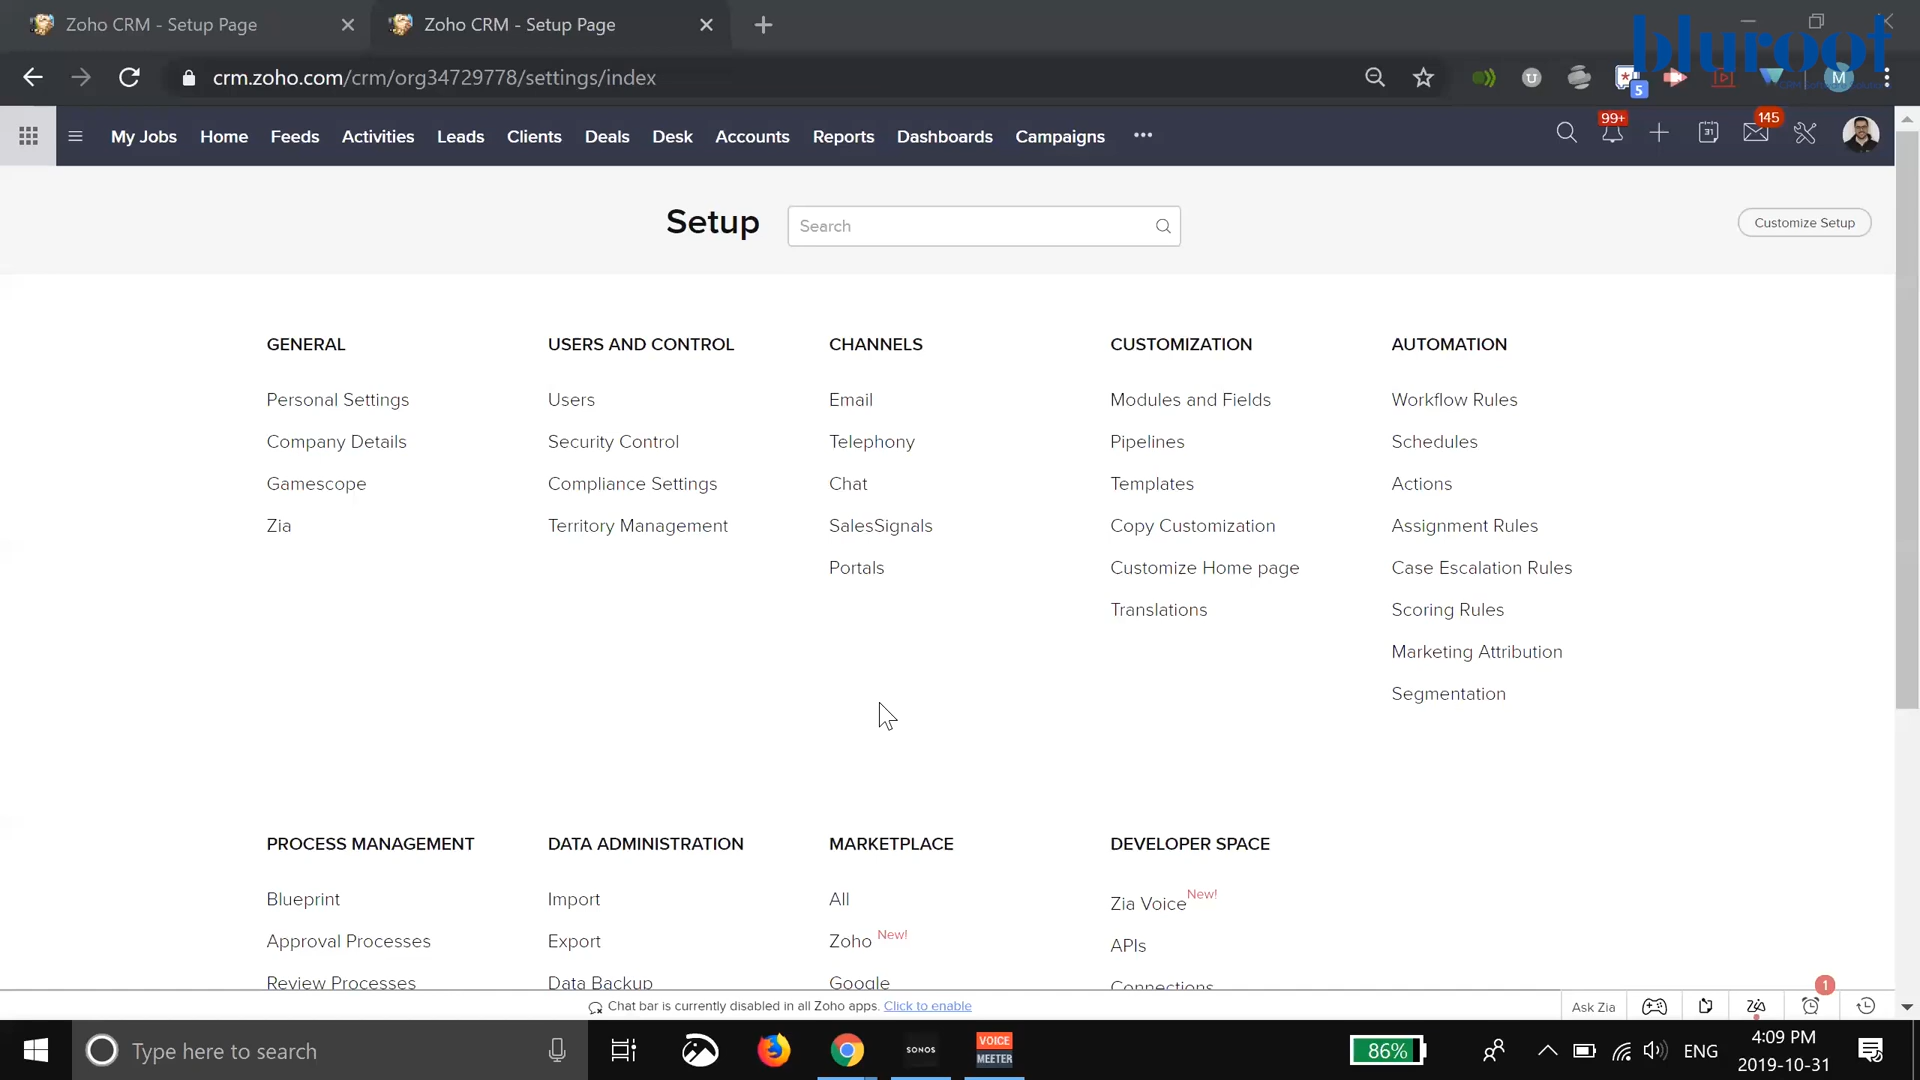 Zoho CRM - Setup Page
Zoho CRM - Setup Page
bluroot
crm.zoho.com/crm/org34729778/settings/index
U
5
M
My Jobs Home Feeds Activities Leads Clients Deals Desk Accounts Reports Dashboards Campaigns
99+
31
145
Setup
Search
Customize Setup
GENERAL
Personal Settings
Company Details
Gamescope
Zia
USERS AND CONTROL
Users
Security Control
Compliance Settings
Territory Management
CHANNELS
Email
Telephony
Chat
SalesSignals
Portals
CUSTOMIZATION
Modules and Fields
Pipelines
Templates
Copy Customization
Customize Home page
Translations
AUTOMATION
Workflow Rules
Schedules
Actions
Assignment Rules
Case Escalation Rules
Scoring Rules
Marketing Attribution
Segmentation
PROCESS MANAGEMENT
Blueprint
Approval Processes
Review Processes
DATA ADMINISTRATION
Import
Export
Data Backup
MARKETPLACE
All
Zoho New!
Google
DEVELOPER SPACE
Zia Voice New!
APIs
Connections
Chat bar is currently disabled in all Zoho apps. Click to enable
Ask Zia
1
Type here to search
SONOS
VOICE
MEETER
86%
ENG
4:09 PM
2019-10-31